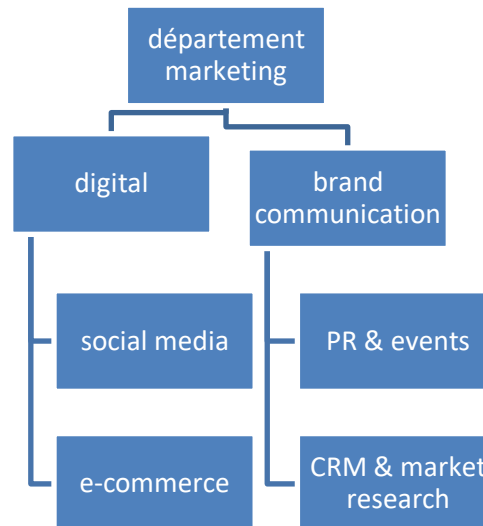 département
marketing
digital
brand
communication
social media
PR & events
e-commerce
CRM & market
research